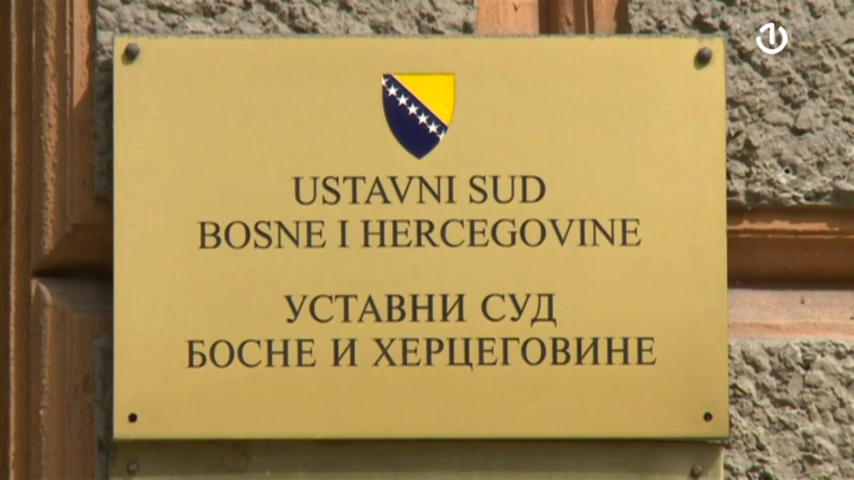 USTAVNI SUD
BOSNE I HERCEGOVINE
УСТАВНИ СУД
БОСНЕ И ХЕРЦЕГОВИНЕ